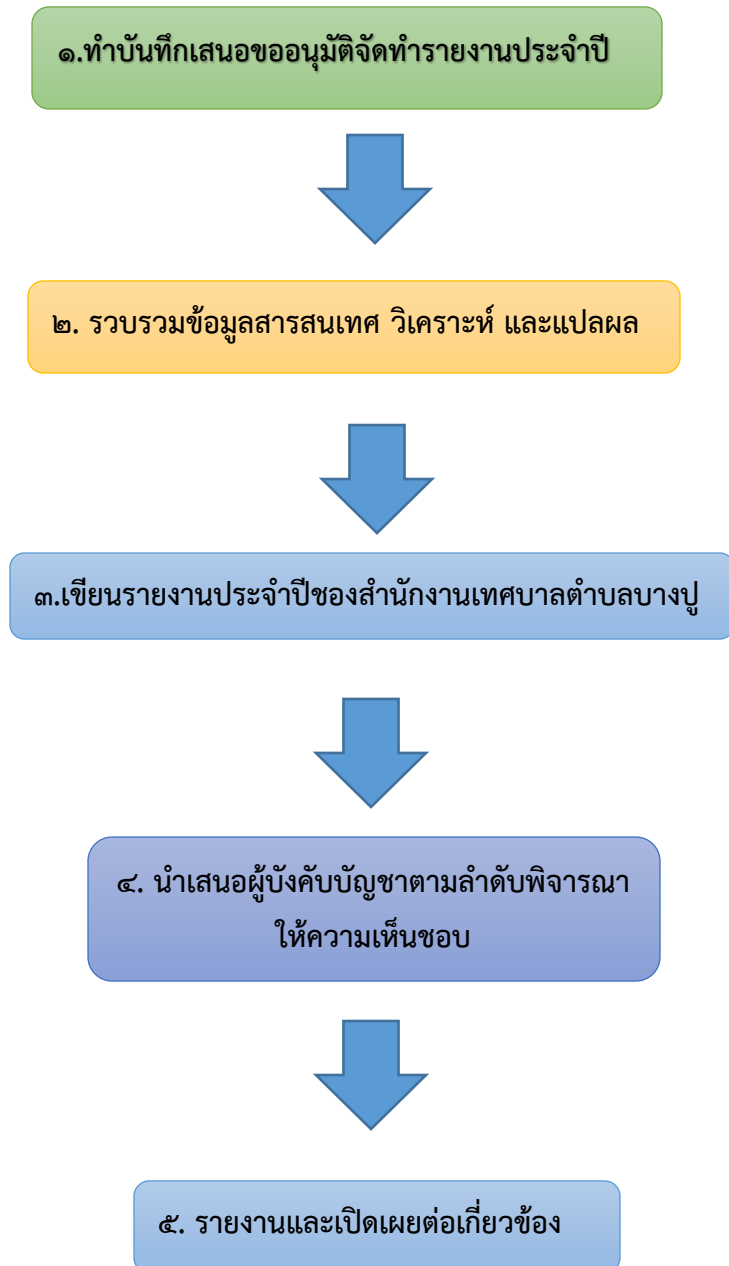 ๑.ทำบันทึกเสนอขออนุมัติจัดทำรายงานประจำปี
๒. รวบรวมข้อมูลสารสนเทศ วิเคราะห์ และแปลผล
๓.เขียนรายงานประจำปีชองสำนักงานเทศบาลตำบลบางปู
๔. นำเสนอผู้บังคับบัญชาตามลำดับพิจารณา
ให้ความเห็นชอบ
๕. รายงานและเปิดเผยต่อเกี่ยวข้อง